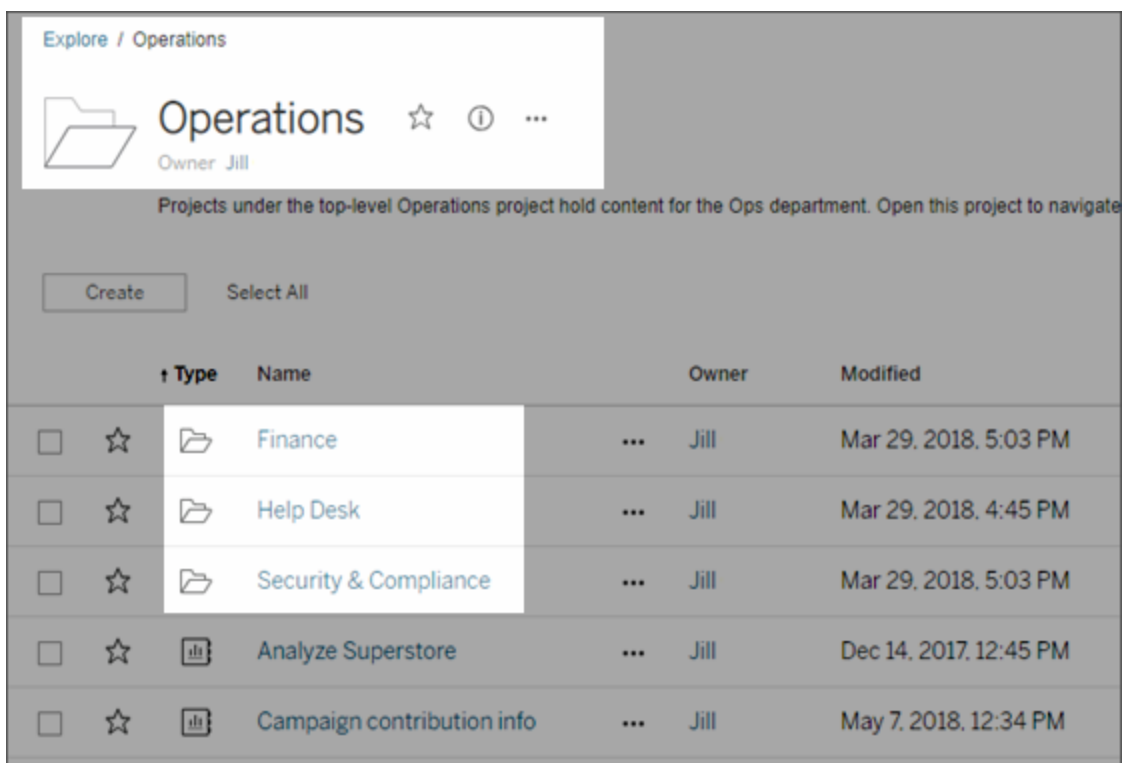 Explore / Operations
Operations
Owner Jill
Projects under the top-level Operations project hold content for the Ops department. Open this project to navigate
Create Select All
↑ Type Name Owner Modified
Finance ••• Jill Mar 29, 2018, 5:03 PM
Help Desk ••• Jill Mar 29, 2018, 4:45 PM
Security & Compliance ••• Jill Mar 29, 2018, 5:03 PM
Analyze Superstore ••• Jill Dec 14, 2017, 12:45 PM
Campaign contribution info ••• Jill May 7, 2018, 12:34 PM